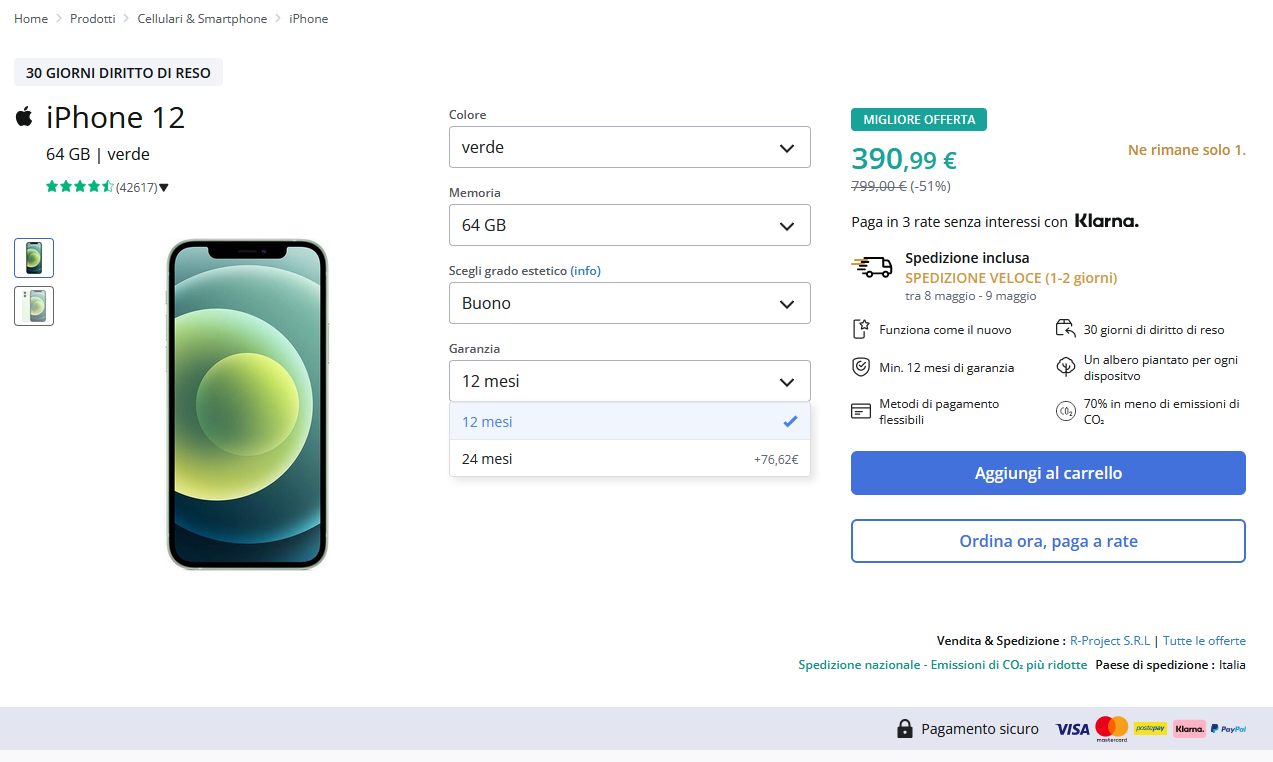 Home > Prodotti > Cellulari & Smartphone > iPhone
30 GIORNI DIRITTO DI RESO
iPhone 12
64 GB | verde
(42617)▼
Colore
verde
Memoria
64 GB
Scegli grado estetico (info)
Buono
Garanzia
12 mesi
12 mesi
24 mesi +76,62€
MIGLIORE OFFERTA
390,99 €
Ne rimane solo 1.
799,00 € (-51%)
Paga in 3 rate senza interessi con Klarna.
Spedizione inclusa
SPEDIZIONE VELOCE (1-2 giorni)
tra 8 maggio - 9 maggio
Funziona come il nuovo
30 giorni di diritto di reso
Min. 12 mesi di garanzia
Un albero piantato per ogni
dispositvo
Metodi di pagamento
flessibili
CO₂
70% in meno di emissioni di
CO₂
Aggiungi al carrello
Ordina ora, paga a rate
Vendita & Spedizione : R-Project S.R.L | Tutte le offerte
Spedizione nazionale - Emissioni di CO₂ più ridotte Paese di spedizione : Italia
Pagamento sicuro VISA mastercard. postepay Klarna. PayPal